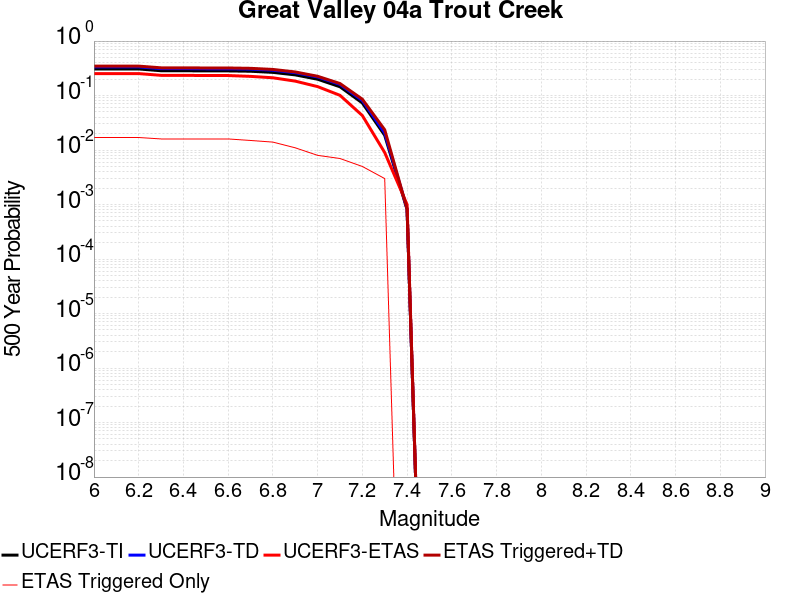 Great Valley 04a Trout Creek
10^0
10^-1
10^-2
10^-3
10^-4
10^-5
10^-6
10^-7
10^-8
500 Year Probability
6 6.2 6.4 6.6 6.8 7 7.2 7.4 7.6 7.8 8 8.2 8.4 8.6 8.8 9
Magnitude
UCERF3-TI UCERF3-TD UCERF3-ETAS ETAS Triggered+TD
ETAS Triggered Only